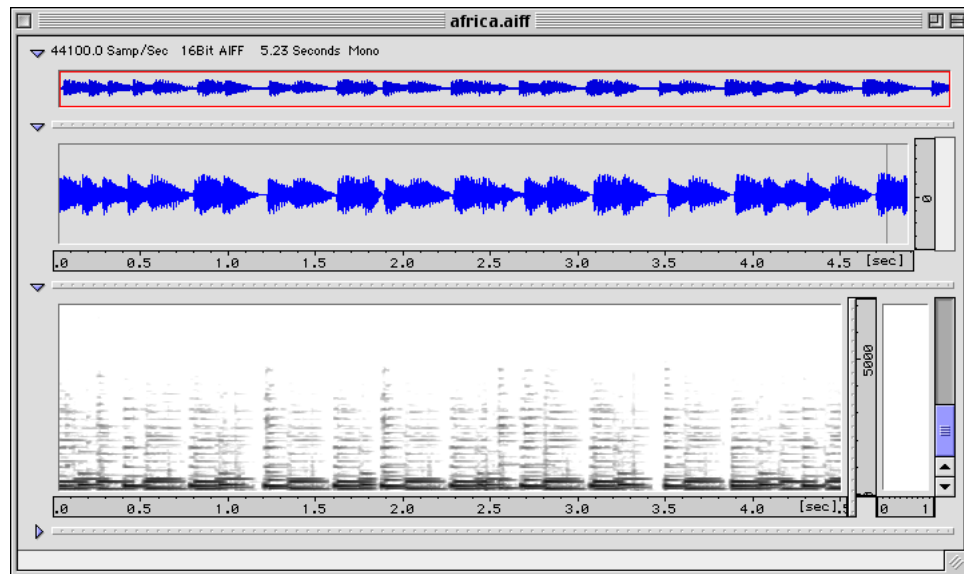 africa.aiff
44100.0 Samp/Sec 16Bit AIFF 5.23 Seconds Mono
0
.0 0.5 1.0 1.5 2.0 2.5 3.0 3.5 4.0 4.5 [sec]
5000
0
.0 0.5 1.0 1.5 2.0 2.5 3.0 3.5 4.0 [sec] .5
0 1